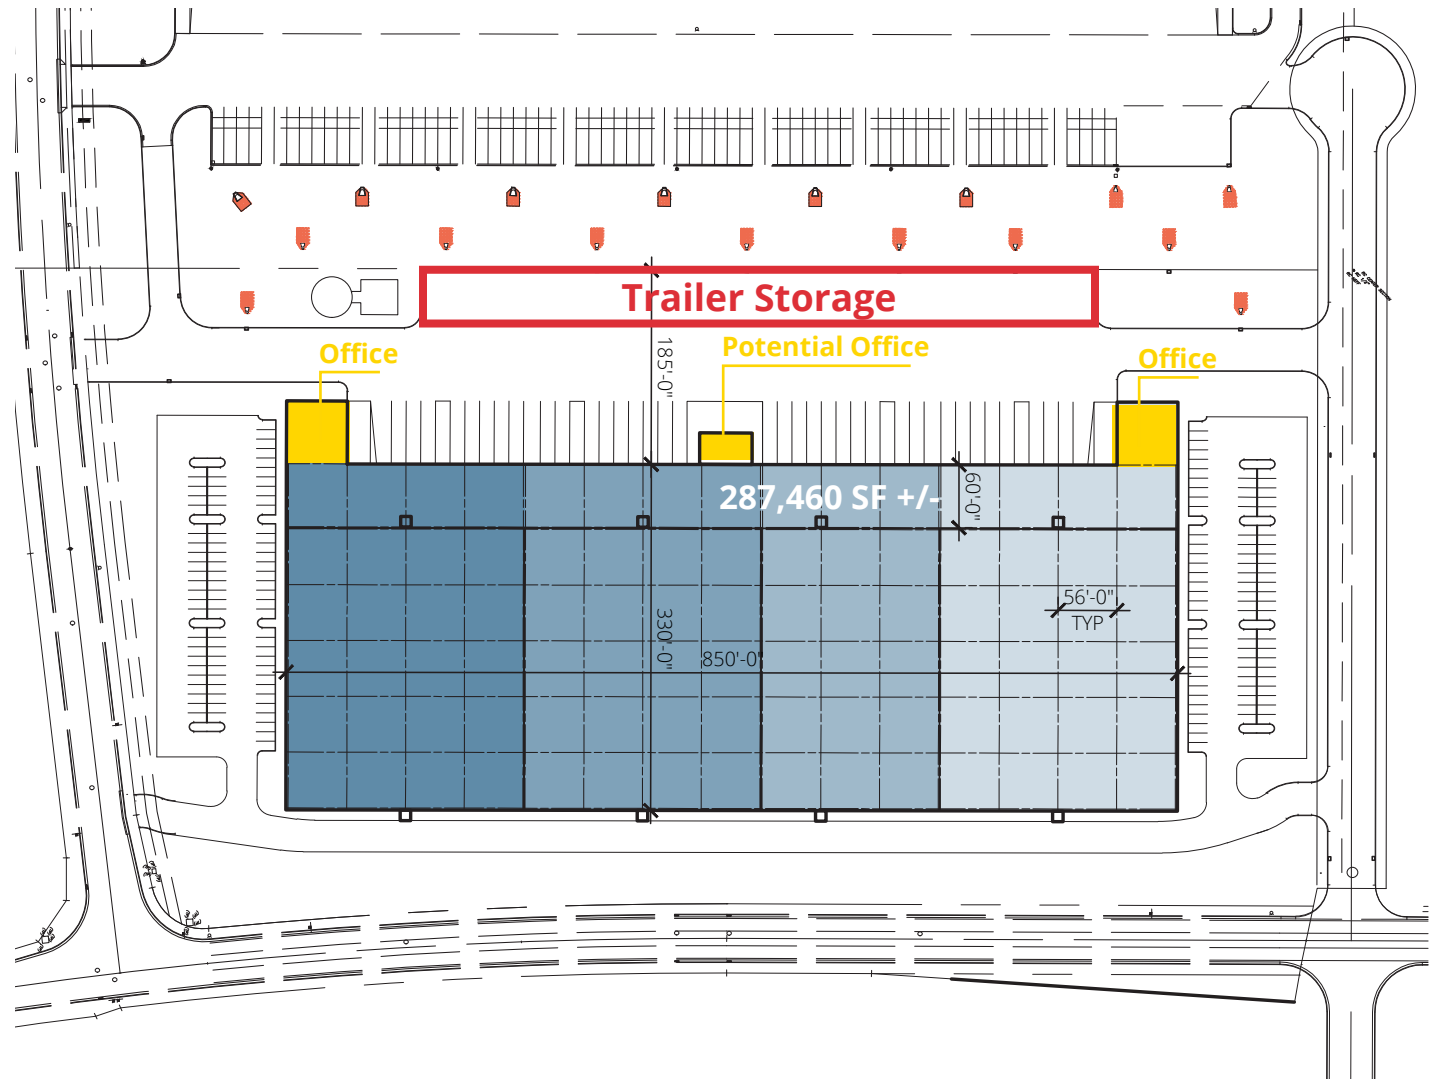 Trailer Storage
Office
185'-0"
Potential Office
Office
287,460 SF +/-
60'-0"
56'-0"
TYP
330'-0"
850'-0"